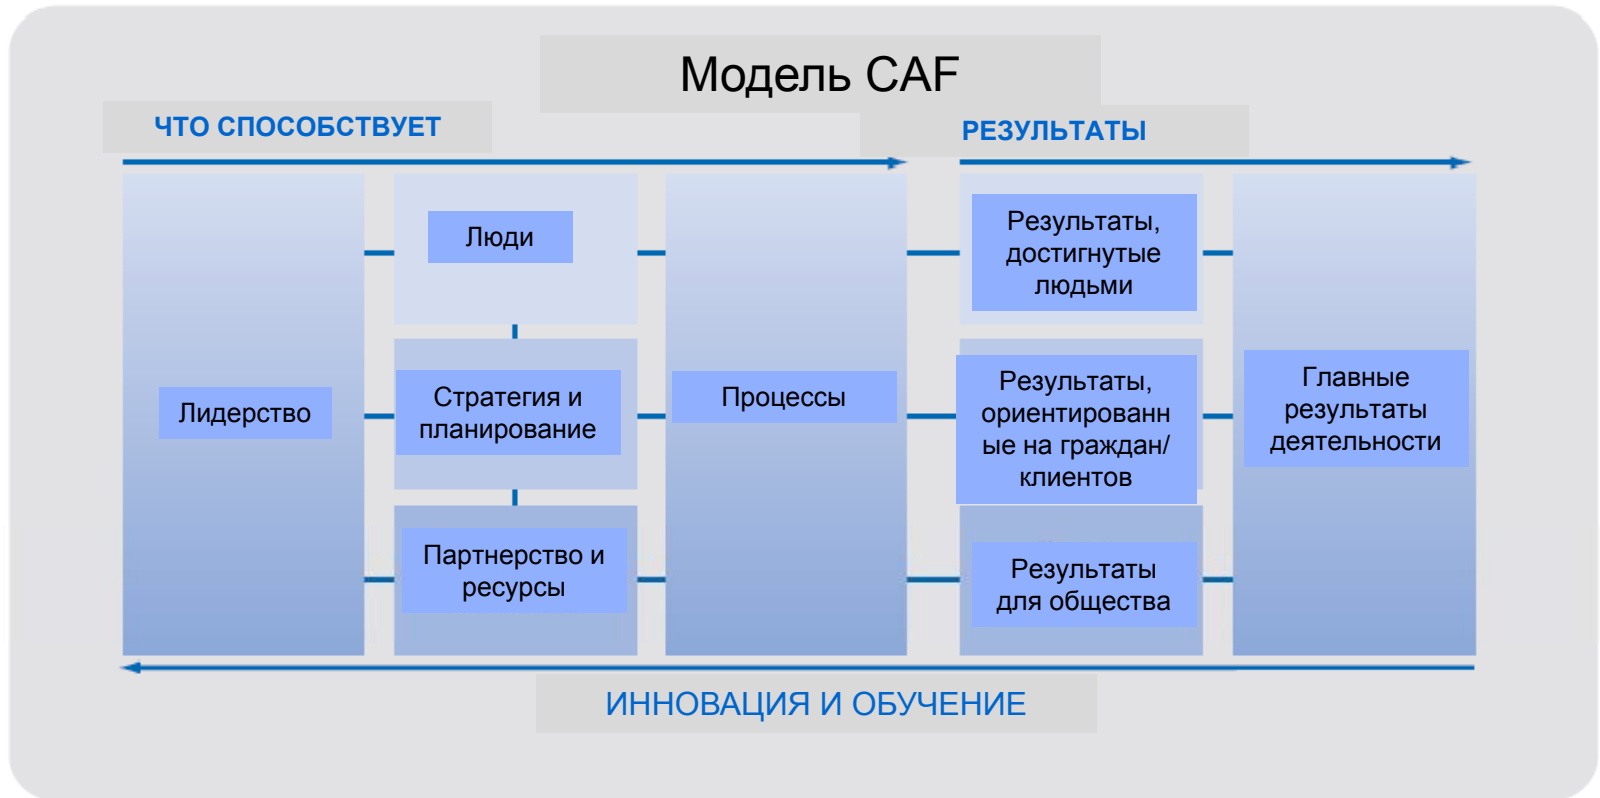 Модель CAF
ЧТО СПОСОБСТВУЕТ
РЕЗУЛЬТАТЫ
Лидерство
Люди
Стратегия и
планирование
Партнерство и
ресурсы
Процессы
Результаты,
достигнутые
людьми
Результаты,
ориентированн
ые на граждан/
клиентов
Результаты
для общества
Главные
результаты
деятельности
ИННОВАЦИЯ И ОБУЧЕНИЕ